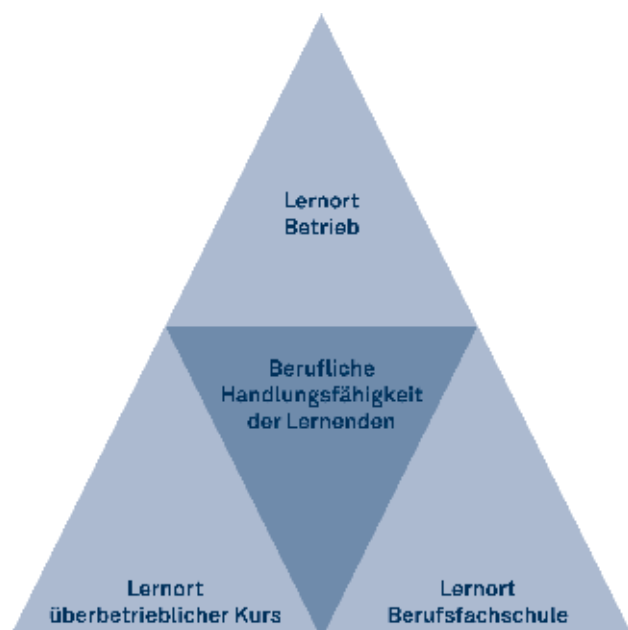 Lernort
Betrieb
Berufliche
Handlungsfähigkeit
der Lernenden
Lernort
überbetrieblicher Kurs
Lernort
Berufsfachschule